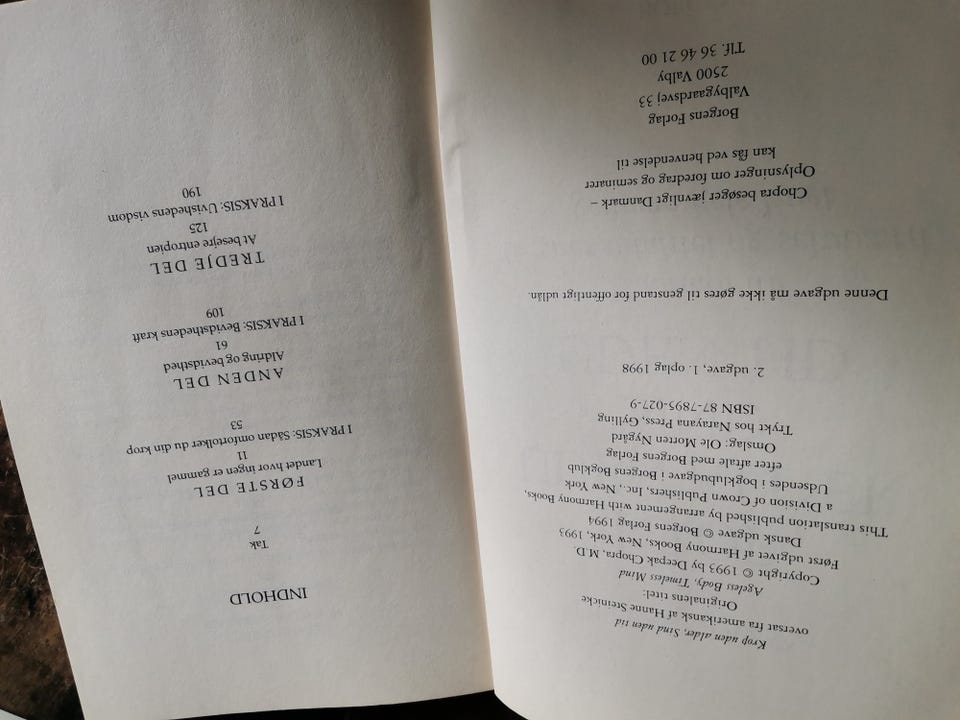 Krop uden alder, Sind uden tid
oversat fra amerikansk af Hanne Steinicke
Originalens titel:
Ageless Body, Timeless Mind
Copyright © 1993 by Deepak Chopra, M.D.
Først udgivet af Harmony Books, New York, 1993
Dansk udgave © Borgens Forlag 1994
This translation published by arrangement with Harmony Books,
a Division of Crown Publishers, Inc., New York
Udsendes i bogklubudgave i Borgens Bogklub
efter aftale med Borgens Forlag
Omslag: Ole Morten Nygård
Trykt hos Narayana Press, Gylling
ISBN 87-7895-027-9
2. udgave, 1. oplag 1998
Denne udgave må ikke gøres til genstand for offentligt udlån.
Chopra besøger jævnligt Danmark –
Oplysninger om foredrag og seminarer
kan fås ved henvendelse til
Borgens Forlag
Valbygaardsvej 33
2500 Valby
Tlf. 36 46 21 00
INDHOLD
Tak
7
FØRSTE DEL
Landet hvor ingen er gammel
11
I PRAKSIS: Sådan omfortolker du din krop
53
ANDEN DEL
Aldring og bevidsthed
61
I PRAKSIS: Bevidsthedens kraft
109
TREDJE DEL
At besejre entropien
125
I PRAKSIS: Uvishedens visdom
190